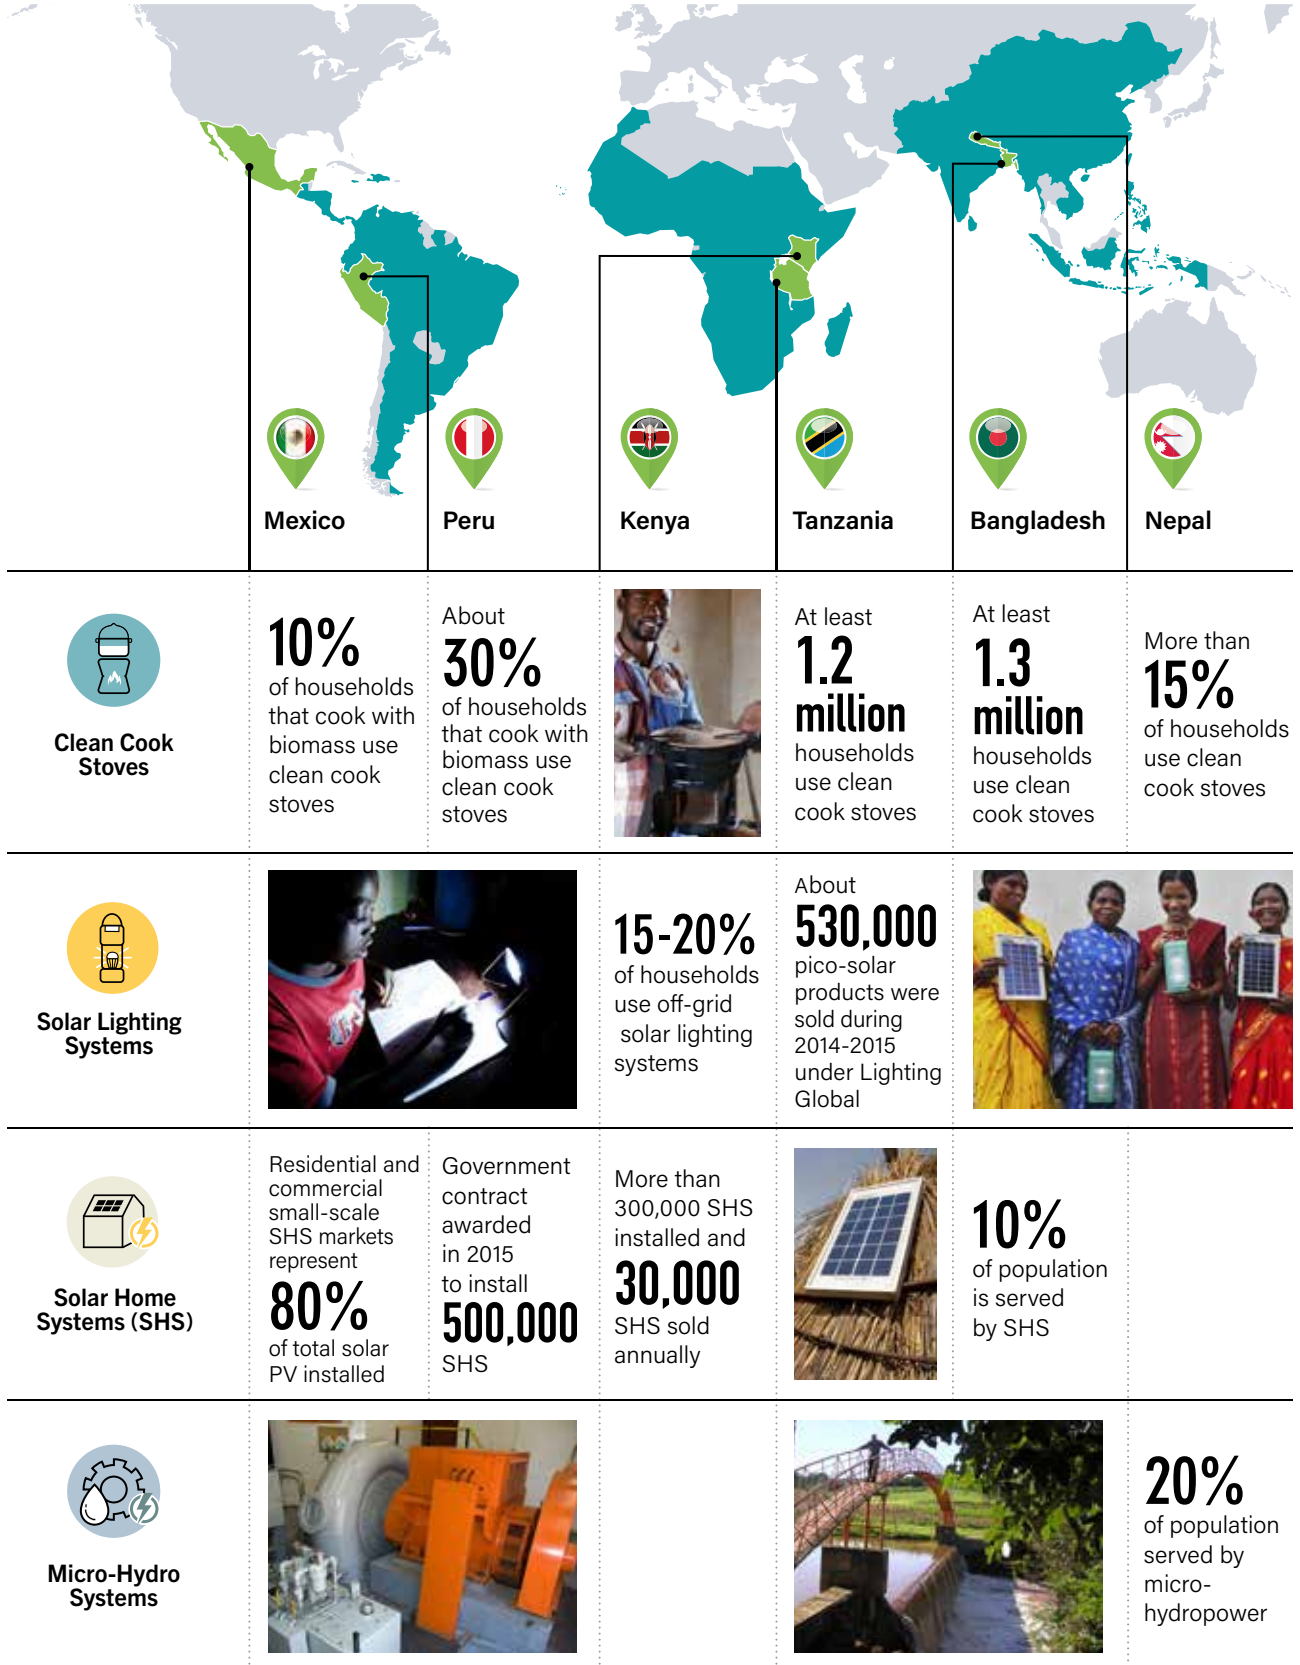 Mexico
Peru
Kenya
Tanzania
Bangladesh
Nepal
Clean Cook
Stoves
10%
of households
that cook with
biomass use
clean cook
stoves
About
30%
of households
that cook with
biomass use
clean cook
stoves
At least
1.2
million
households
use clean
cook stoves
At least
1.3
million
households
use clean
cook stoves
More than
15%
of households
use clean
cook stoves
Solar Lighting
Systems
15-20%
of households
use off-grid
solar lighting
systems
About
530,000
pico-solar
products were
sold during
2014-2015
under Lighting
Global
Solar Home
Systems (SHS)
Residential and
commercial
small-scale
SHS markets
represent
80%
of total solar
PV installed
Government
contract
awarded
in 2015
to install
500,000
SHS
More than
300,000 SHS
installed and
30,000
SHS sold
annually
10%
of population
is served
by SHS
Micro-Hydro
Systems
20%
of population
served by
micro-
hydropower